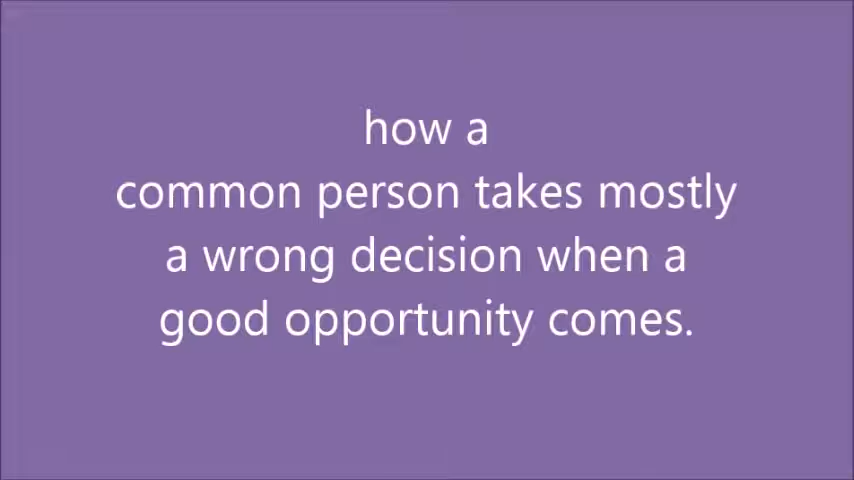 how a
common person takes mostly
a wrong decision when a
good opportunity comes.